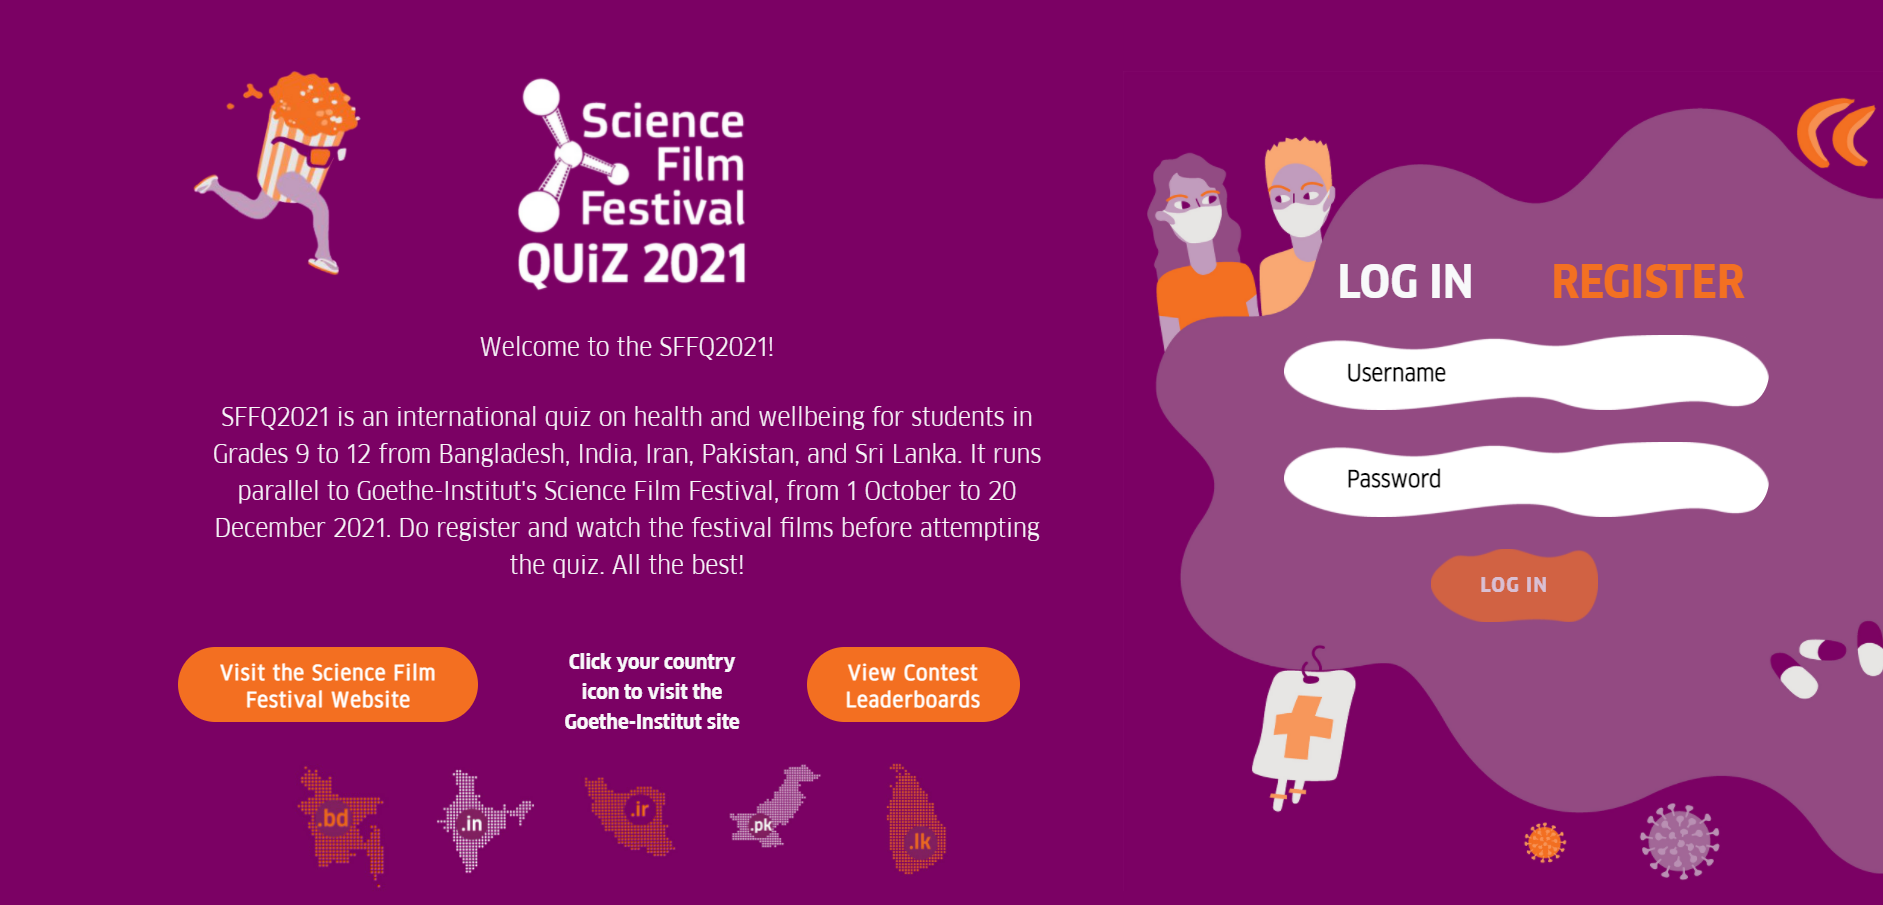 Science
Film
Festival
QUiZ 2021
Welcome to the SFFQ2021!
SFFQ2021 is an international quiz on health and wellbeing for students in
Grades 9 to 12 from Bangladesh, India, Iran, Pakistan, and Sri Lanka. It runs
parallel to Goethe-Institut's Science Film Festival, from 1 October to 20
December 2021. Do register and watch the festival films before attempting
the quiz. All the best!
Visit the Science Film
Festival Website
Click your country
icon to visit the
Goethe-Institut site
View Contest
Leaderboards
.bd
.in
.ir
.pk
.lk
LOG IN
REGISTER
Username
Password
LOG IN